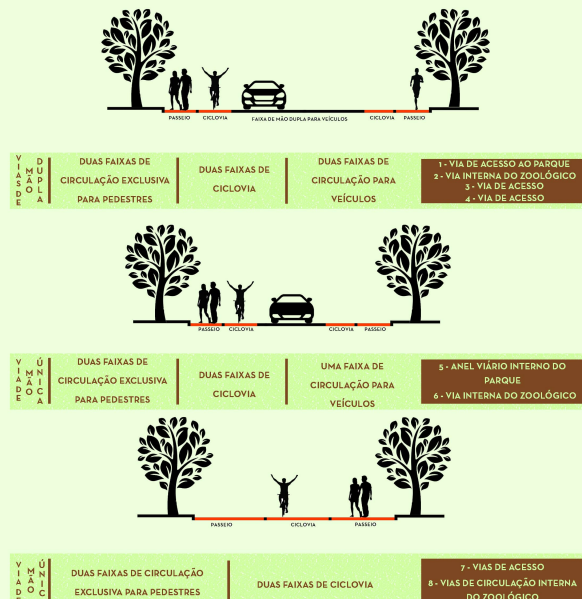 PASSEIO CICLOVIA FAIXA DE MÃO DUPLA PARA VEÍCULOS CICLOVIA PASSEIO
VIAS DE
MÃO
DUPLA
DUAS FAIXAS DE
CIRCULAÇÃO EXCLUSIVA
PARA PEDESTRES
DUAS FAIXAS DE
CICLOVIA
DUAS FAIXAS DE
CIRCULAÇÃO PARA
VEÍCULOS
1 - VIA DE ACESSO AO PARQUE
2 - VIA INTERNA DO ZOOLÓGICO
3 - VIA DE ACESSO
4 - VIA DE ACESSO
PASSEIO CICLOVIA CICLOVIA PASSEIO
VIA DE
MÃO
ÚNICA
DUAS FAIXAS DE
CIRCULAÇÃO EXCLUSIVA
PARA PEDESTRES
DUAS FAIXAS DE
CICLOVIA
UMA FAIXA DE
CIRCULAÇÃO PARA
VEÍCULOS
5 - ANEL VIÁRIO INTERNO DO
PARQUE
6 - VIA INTERNA DO ZOOLÓGICO
PASSEIO CICLOVIA PASSEIO
VIA DE
MÃO
ÚNIC
DUAS FAIXAS DE CIRCULAÇÃO
EXCLUSIVA PARA PEDESTRES
DUAS FAIXAS DE CICLOVIA
7 - VIAS DE ACESSO
8 - VIAS DE CIRCULAÇÃO INTERNA
DO ZOOLÓGICO